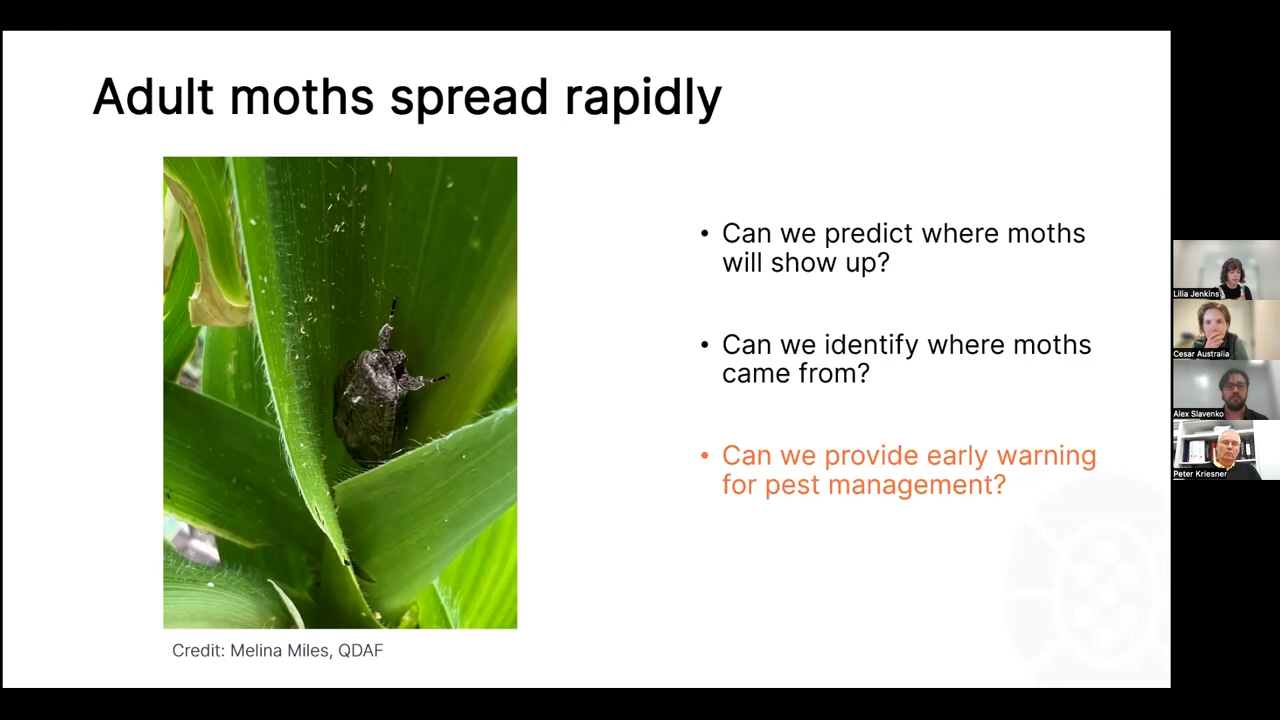 Adult moths spread rapidly
• Can we predict where moths
will show up?
• Can we identify where moths
came from?
• Can we provide early warning
for pest management?
Credit: Melina Miles, QDAF
Lilia Jenkins
Cesar Australia
Alex Slavenko
Peter Kriesner